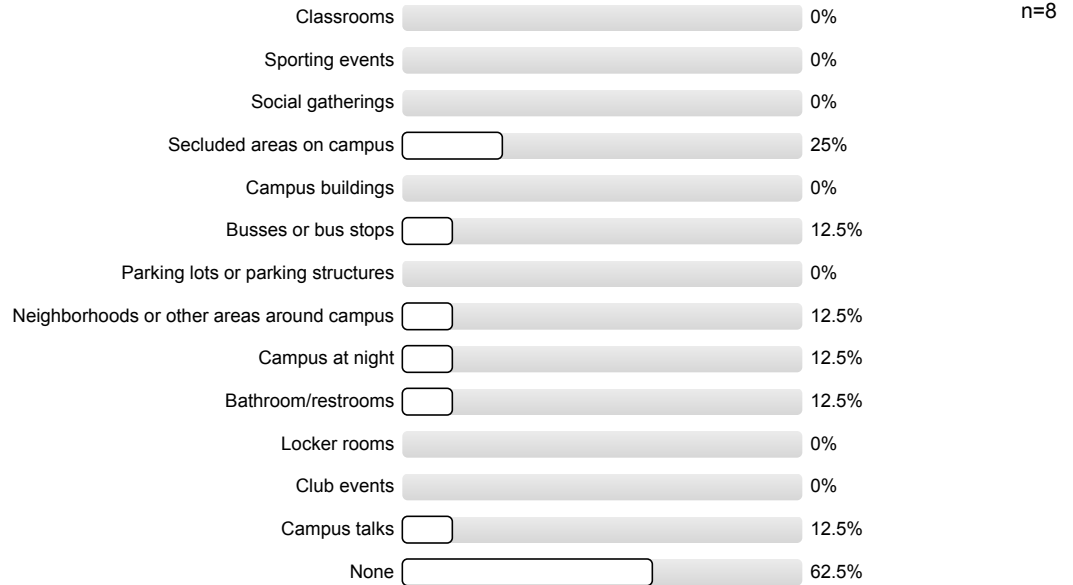 Classrooms 0% n=8
Sporting events 0%
Social gatherings 0%
Secluded areas on campus 25%
Campus buildings 0%
Busses or bus stops 12.5%
Parking lots or parking structures 0%
Neighborhoods or other areas around campus 12.5%
Campus at night 12.5%
Bathroom/restrooms 12.5%
Locker rooms 0%
Club events 0%
Campus talks 12.5%
None 62.5%